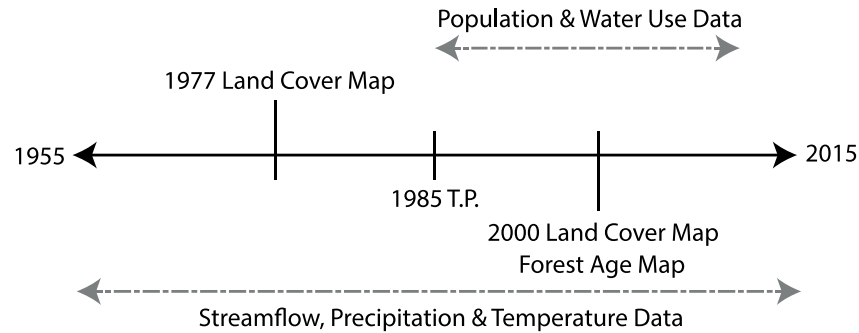 Population & Water Use Data
1977 Land Cover Map
1955
2015
1985 T.P.
2000 Land Cover Map
Forest Age Map
Streamflow, Precipitation & Temperature Data